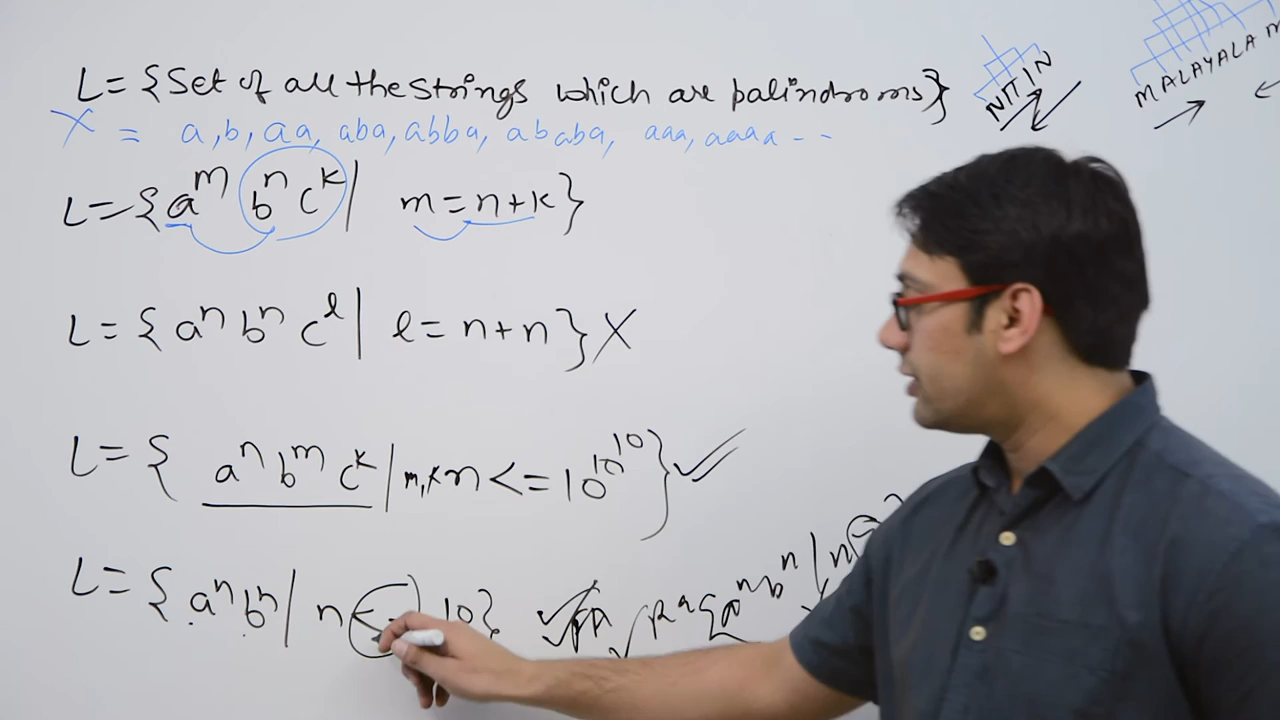 L = {Set of all the strings which are palindroms}
NITIN
MALAYALAM
X = a, b, aa, aba, abba, ababa, aaa, aaaa - -
L = {a^m b^n c^k | m = n + k}
L = {a^n b^n c^l | l = n + n} X
L = { a^n b^m c^k | m,k n <= 10^10^10 } ✓
L = { a^n b^n | n < 10}
{a^n b^n | n